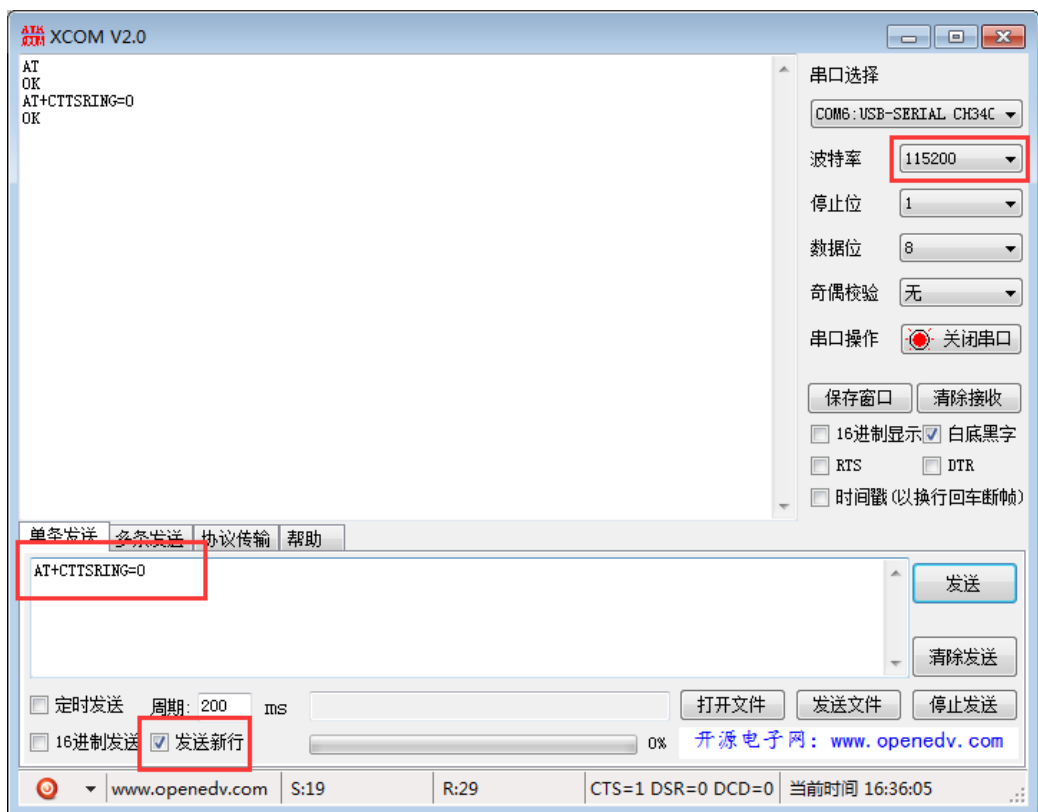 XCOM V2.0
AT
OK
AT+CTTSRING=0
OK
串口选择
COM6:USB-SERIAL CH34C
波特率 115200
停止位 1
数据位 8
奇偶校验 无
串口操作 关闭串口
保存窗口 清除接收
16进制显示 白底黑字
RTS DTR
时间戳(以换行回车断帧)
单条发送 多条发送 协议传输 帮助
AT+CTTSRING=0
发送
清除发送
定时发送 周期: 200 ms 打开文件 发送文件 停止发送
16进制发送 发送新行 0% 开源电子网: www.openedv.com
www.openedv.com S:19 R:29 CTS=1 DSR=0 DCD=0 当前时间 16:36:05